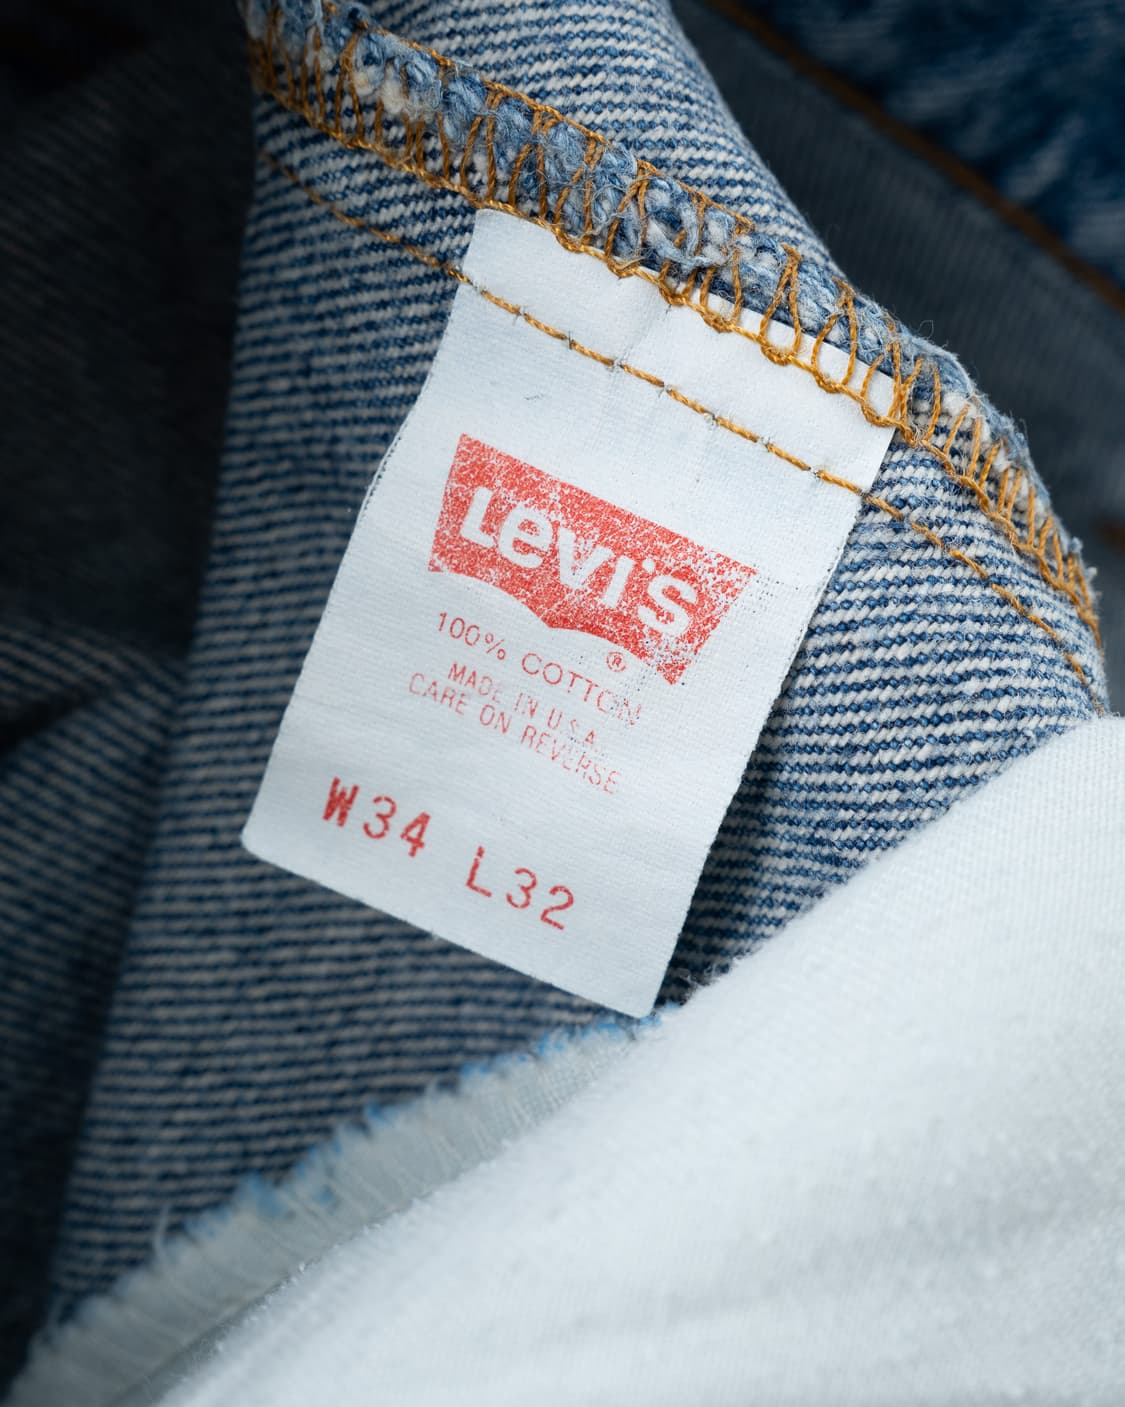 Levi's
®
100% COTTON
MADE IN U.S.A.
CARE ON REVERSE
W34 L32